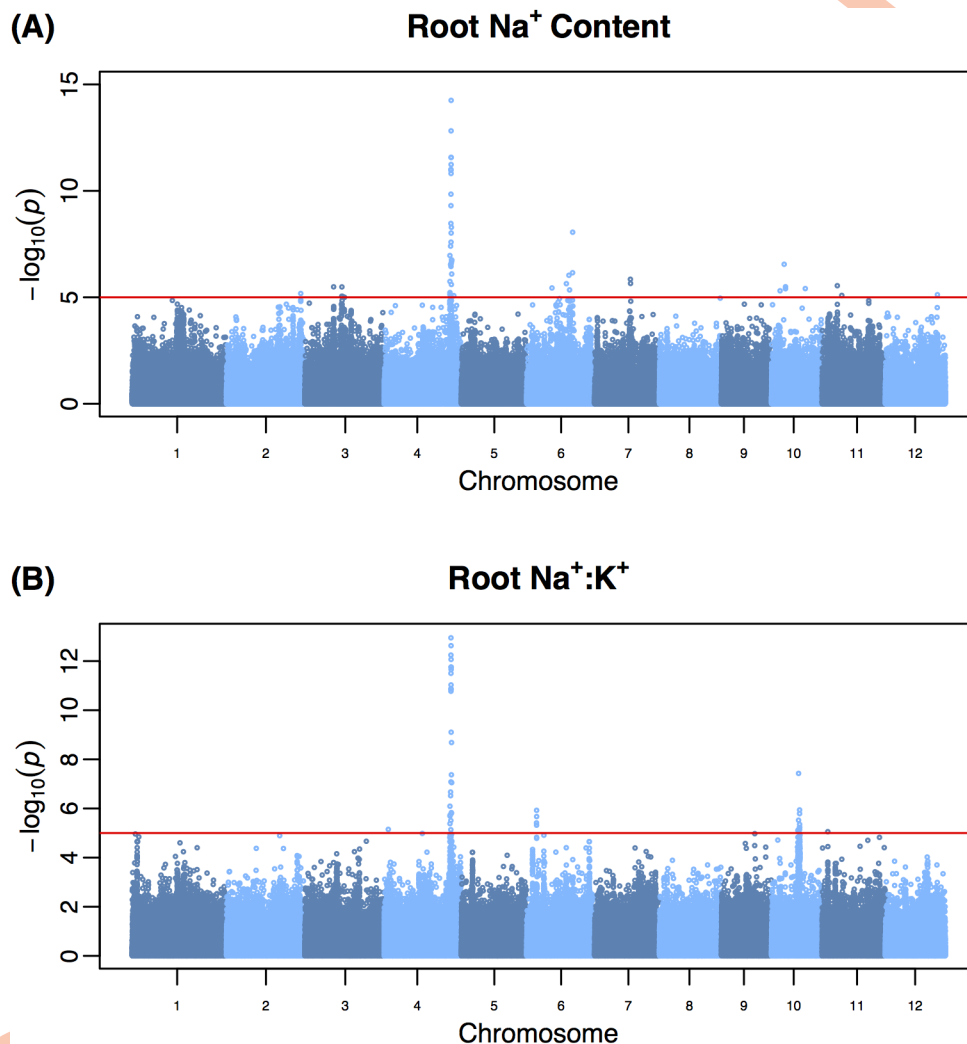 (A)
Root Na⁺ Content
15
10
5
0
−log₁₀(p)
1 2 3 4 5 6 7 8 9 10 11 12
Chromosome
(B)
Root Na⁺:K⁺
12
10
8
6
4
2
0
−log₁₀(p)
1 2 3 4 5 6 7 8 9 10 11 12
Chromosome